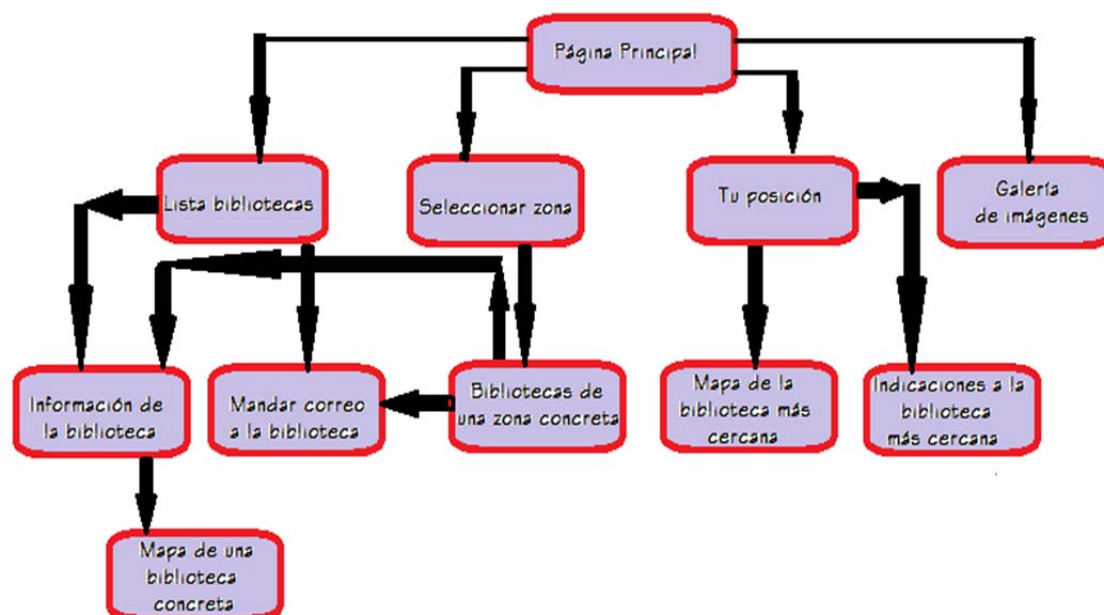 Página Principal
Lista bibliotecas
Seleccionar zona
Tu posición
Galería
de imágenes
Información de
la biblioteca
Mandar correo
a la biblioteca
Bibliotecas de
una zona concreta
Mapa de la
biblioteca más
cercana
Indicaciones a la
biblioteca
más cercana
Mapa de una
biblioteca
concreta